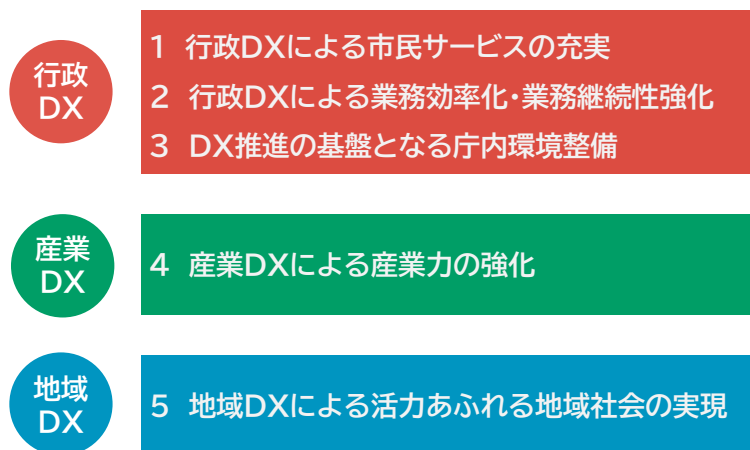 行政
DX
1 行政DXによる市民サービスの充実
2 行政DXによる業務効率化・業務継続性強化
3 DX推進の基盤となる庁内環境整備
産業
DX
4 産業DXによる産業力の強化
地域
DX
5 地域DXによる活力あふれる地域社会の実現